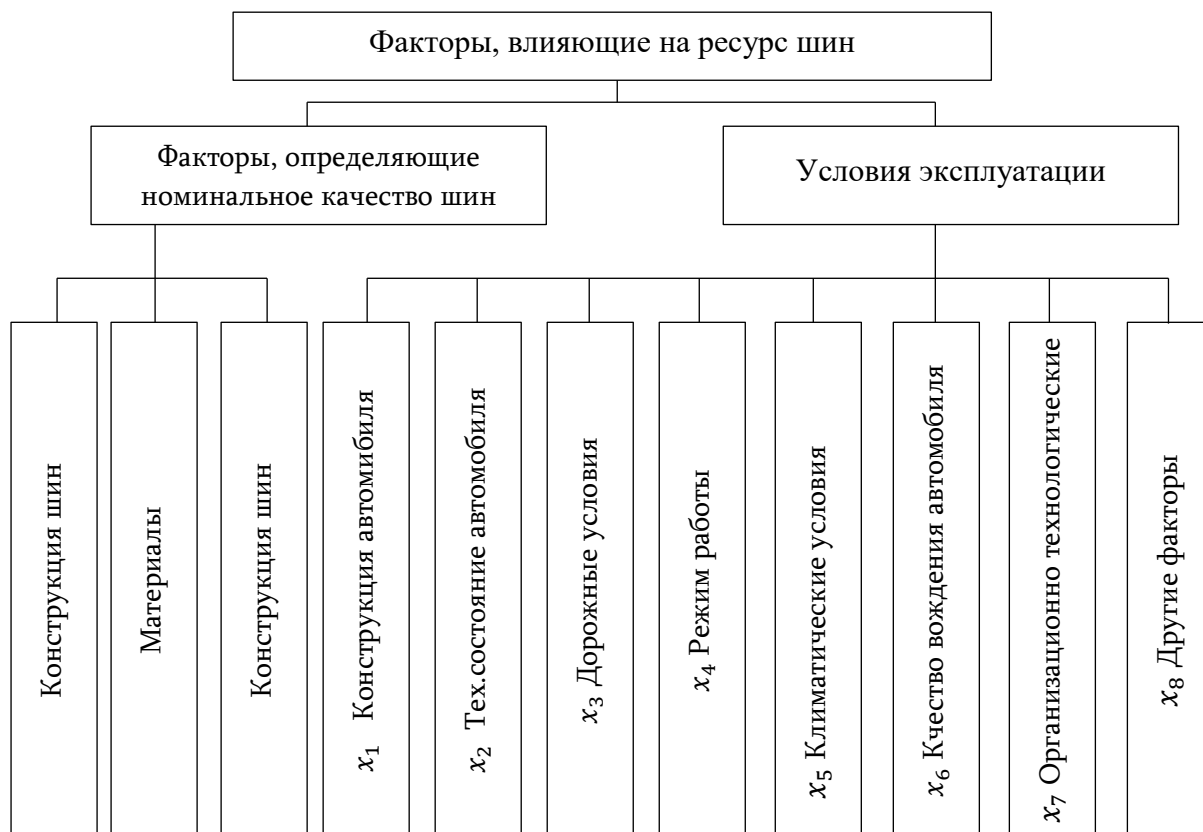 Факторы, влияющие на ресурс шин
Факторы, определяющие
номинальное качество шин
Условия эксплуатации
Конструкция шин
Материалы
Конструкция шин
x₁ Конструкция автомибиля
x₂ Тех.состояние автомобиля
x₃ Дорожные условия
x₄ Режим работы
x₅ Климатические условия
x₆ Кчество вождения автомобиля
x₇ Организационно технологические
x₈ Другие факторы